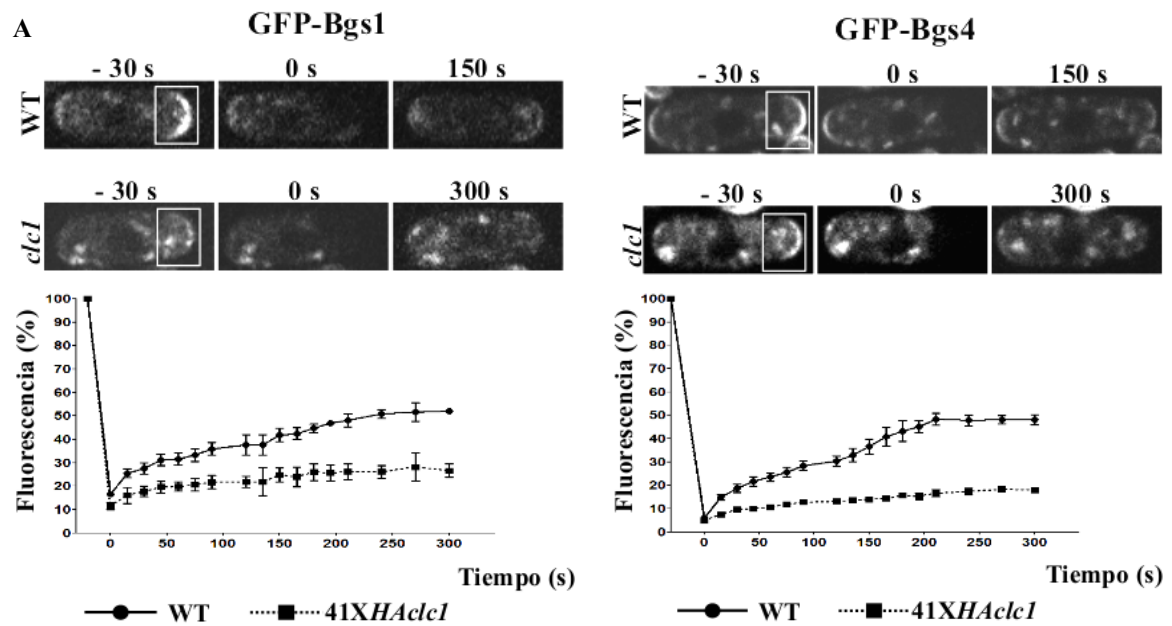 A
GFP-Bgs1
- 30 s 0 s 150 s
WT
- 30 s 0 s 300 s
clc1
Fluorescencia (%)
100
90
80
70
60
50
40
30
20
10
0
0 50 100 150 200 250 300
Tiempo (s)
WT 41XHAclc1
GFP-Bgs4
- 30 s 0 s 150 s
WT
- 30 s 0 s 300 s
clc1
Fluorescencia (%)
100
90
80
70
60
50
40
30
20
10
0
0 50 100 150 200 250 300
Tiempo (s)
WT 41XHAclc1